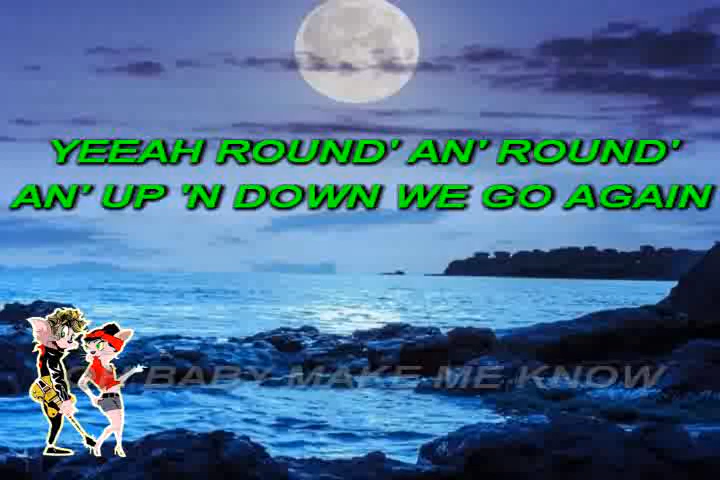 YEEAH ROUND' AN' ROUND'
AN' UP 'N DOWN WE GO AGAIN
BABY MAKE ME KNOW